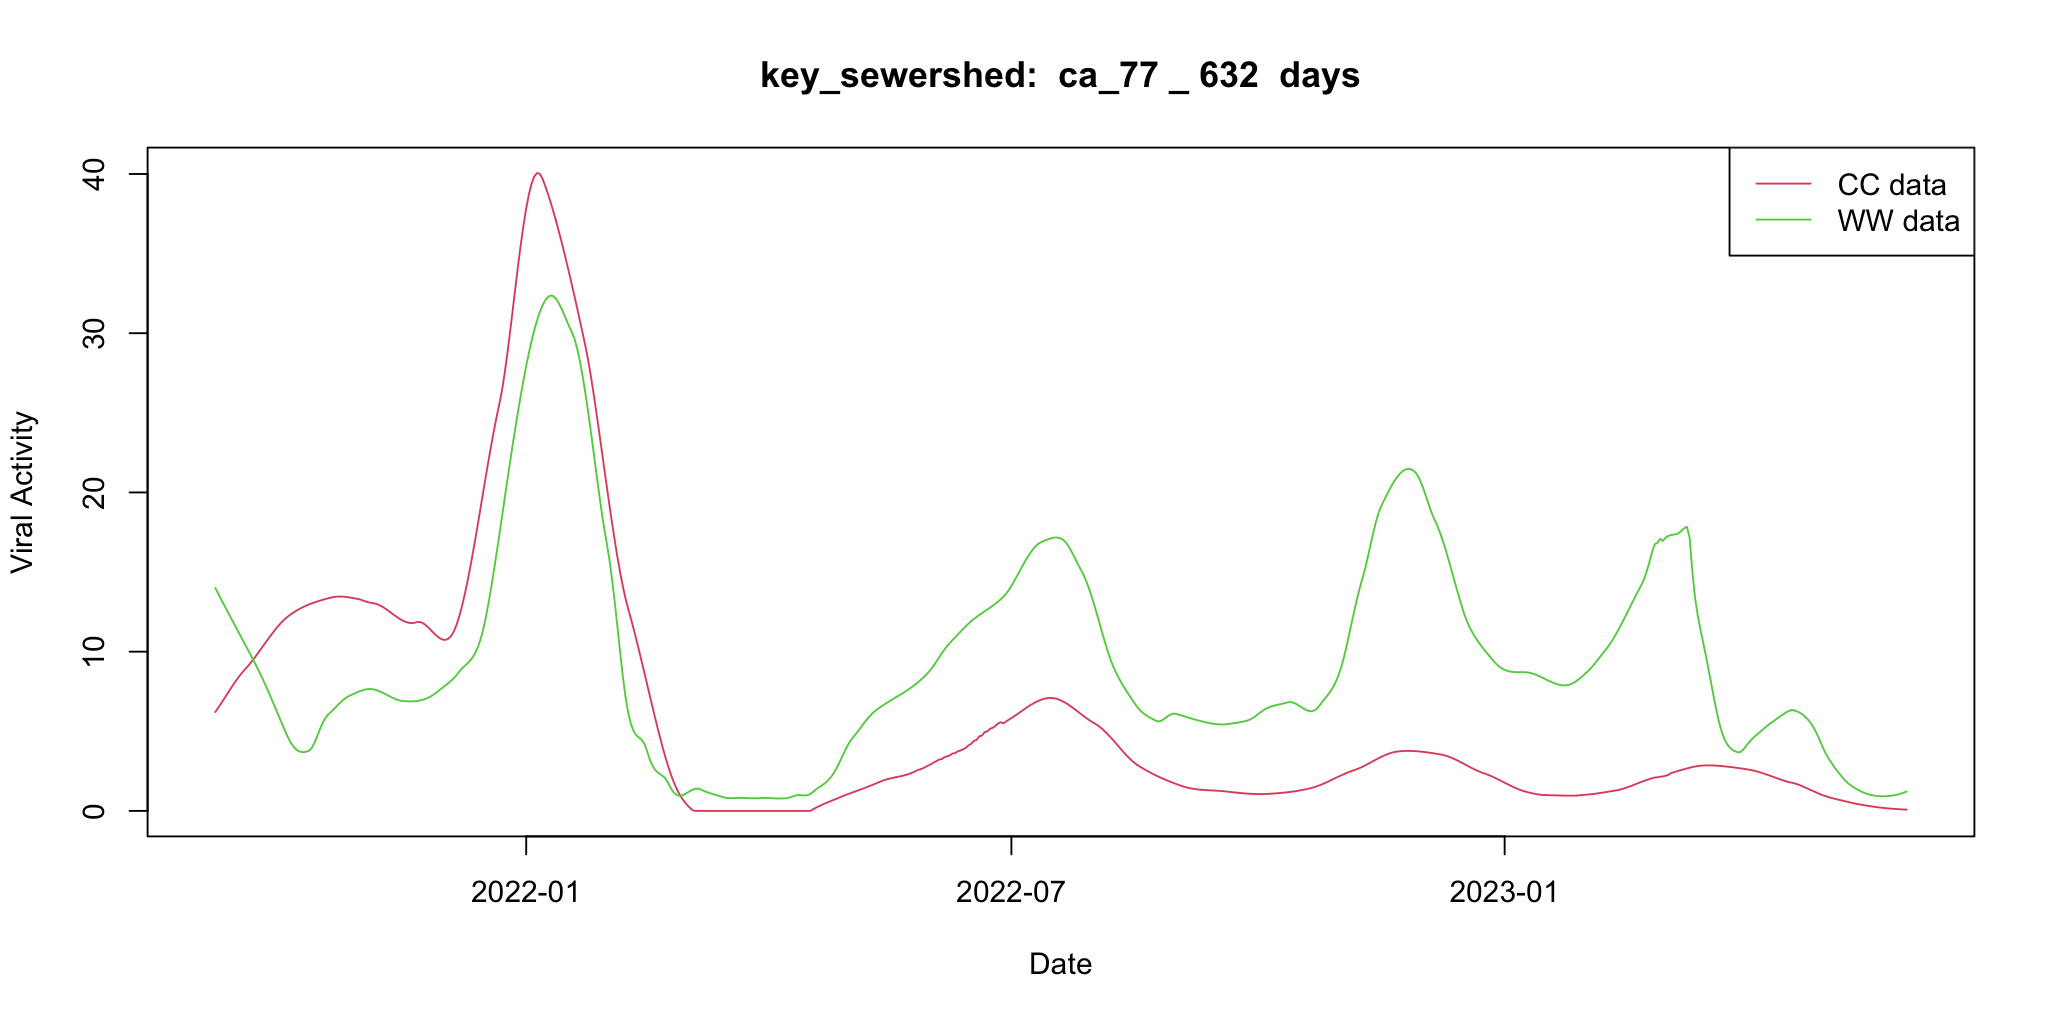 key_sewershed: ca_77 _ 632 days
CC data
WW data
40
30
20
10
0
Viral Activity
2022-01
2022-07
2023-01
Date